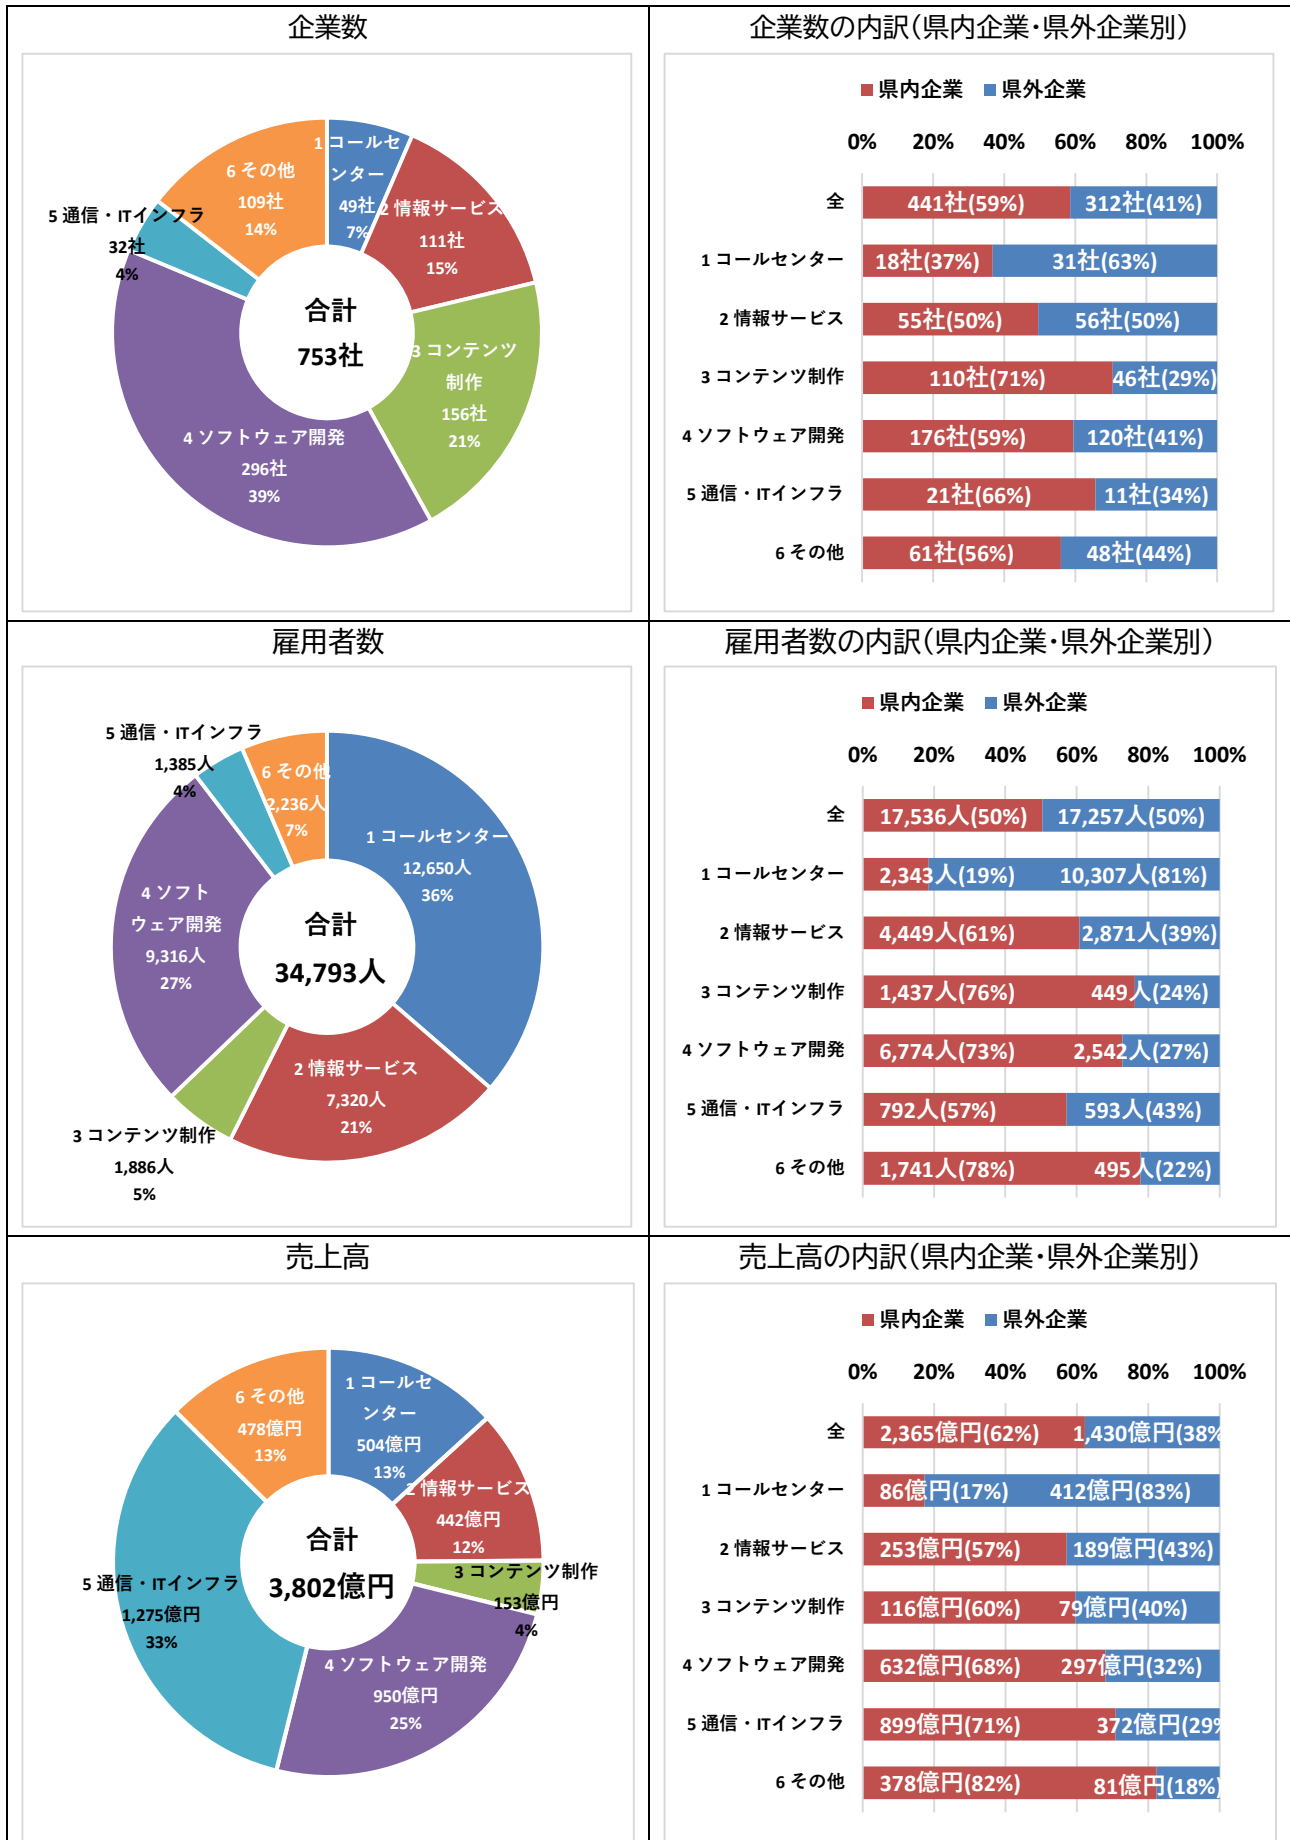 企業数
1 コールセ
ンター
49社
7%
2 情報サービス
111社
15%
3 コンテンツ
制作
156社
21%
4 ソフトウェア開発
296社
39%
5 通信・ITインフラ
32社
4%
6 その他
109社
14%
合計
753社
企業数の内訳(県内企業・県外企業別)
県内企業 県外企業
0% 20% 40% 60% 80% 100%
全 441社(59%) 312社(41%)
1 コールセンター 18社(37%) 31社(63%)
2 情報サービス 55社(50%) 56社(50%)
3 コンテンツ制作 110社(71%) 46社(29%)
4 ソフトウェア開発 176社(59%) 120社(41%)
5 通信・ITインフラ 21社(66%) 11社(34%)
6 その他 61社(56%) 48社(44%)
雇用者数
5 通信・ITインフラ
1,385人
4%
6 その他
2,236人
7%
1 コールセンター
12,650人
36%
4 ソフト
ウェア開発
9,316人
27%
合計
34,793人
2 情報サービス
7,320人
21%
3 コンテンツ制作
1,886人
5%
雇用者数の内訳(県内企業・県外企業別)
県内企業 県外企業
0% 20% 40% 60% 80% 100%
全 17,536人(50%) 17,257人(50%)
1 コールセンター 2,343人(19%) 10,307人(81%)
2 情報サービス 4,449人(61%) 2,871人(39%)
3 コンテンツ制作 1,437人(76%) 449人(24%)
4 ソフトウェア開発 6,774人(73%) 2,542人(27%)
5 通信・ITインフラ 792人(57%) 593人(43%)
6 その他 1,741人(78%) 495人(22%)
売上高
1 コールセ
ンター
504億円
13%
6 その他
478億円
13%
2 情報サービス
442億円
12%
合計
3,802億円
3 コンテンツ制作
153億円
4%
5 通信・ITインフラ
1,275億円
33%
4 ソフトウェア開発
950億円
25%
売上高の内訳(県内企業・県外企業別)
県内企業 県外企業
0% 20% 40% 60% 80% 100%
全 2,365億円(62%) 1,430億円(38%
1 コールセンター 86億円(17%) 412億円(83%)
2 情報サービス 253億円(57%) 189億円(43%)
3 コンテンツ制作 116億円(60%) 79億円(40%)
4 ソフトウェア開発 632億円(68%) 297億円(32%)
5 通信・ITインフラ 899億円(71%) 372億円(29%
6 その他 378億円(82%) 81億円(18%)